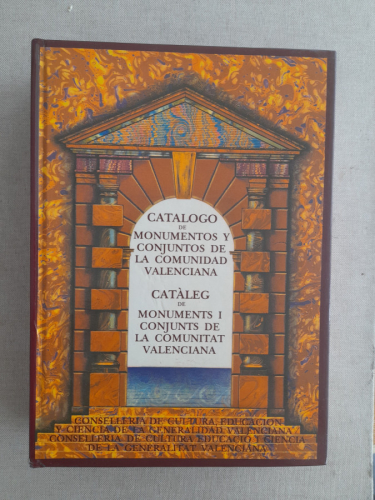 CATALOGO
DE
MONUMENTOS Y
CONJUNTOS DE
LA COMUNIDAD
VALENCIANA
CATÀLEG
DE
MONUMENTS I
CONJUNTS DE
LA COMUNITAT
VALENCIANA
CONSELLERIA DE CULTURA, EDUCACION
Y CIENCIA DE LA GENERALIDAD VALENCIANA
CONSELLERIA DE CULTURA EDUCACIO Y CIENCIA
DE LA GENERALITAT VALENCIANA